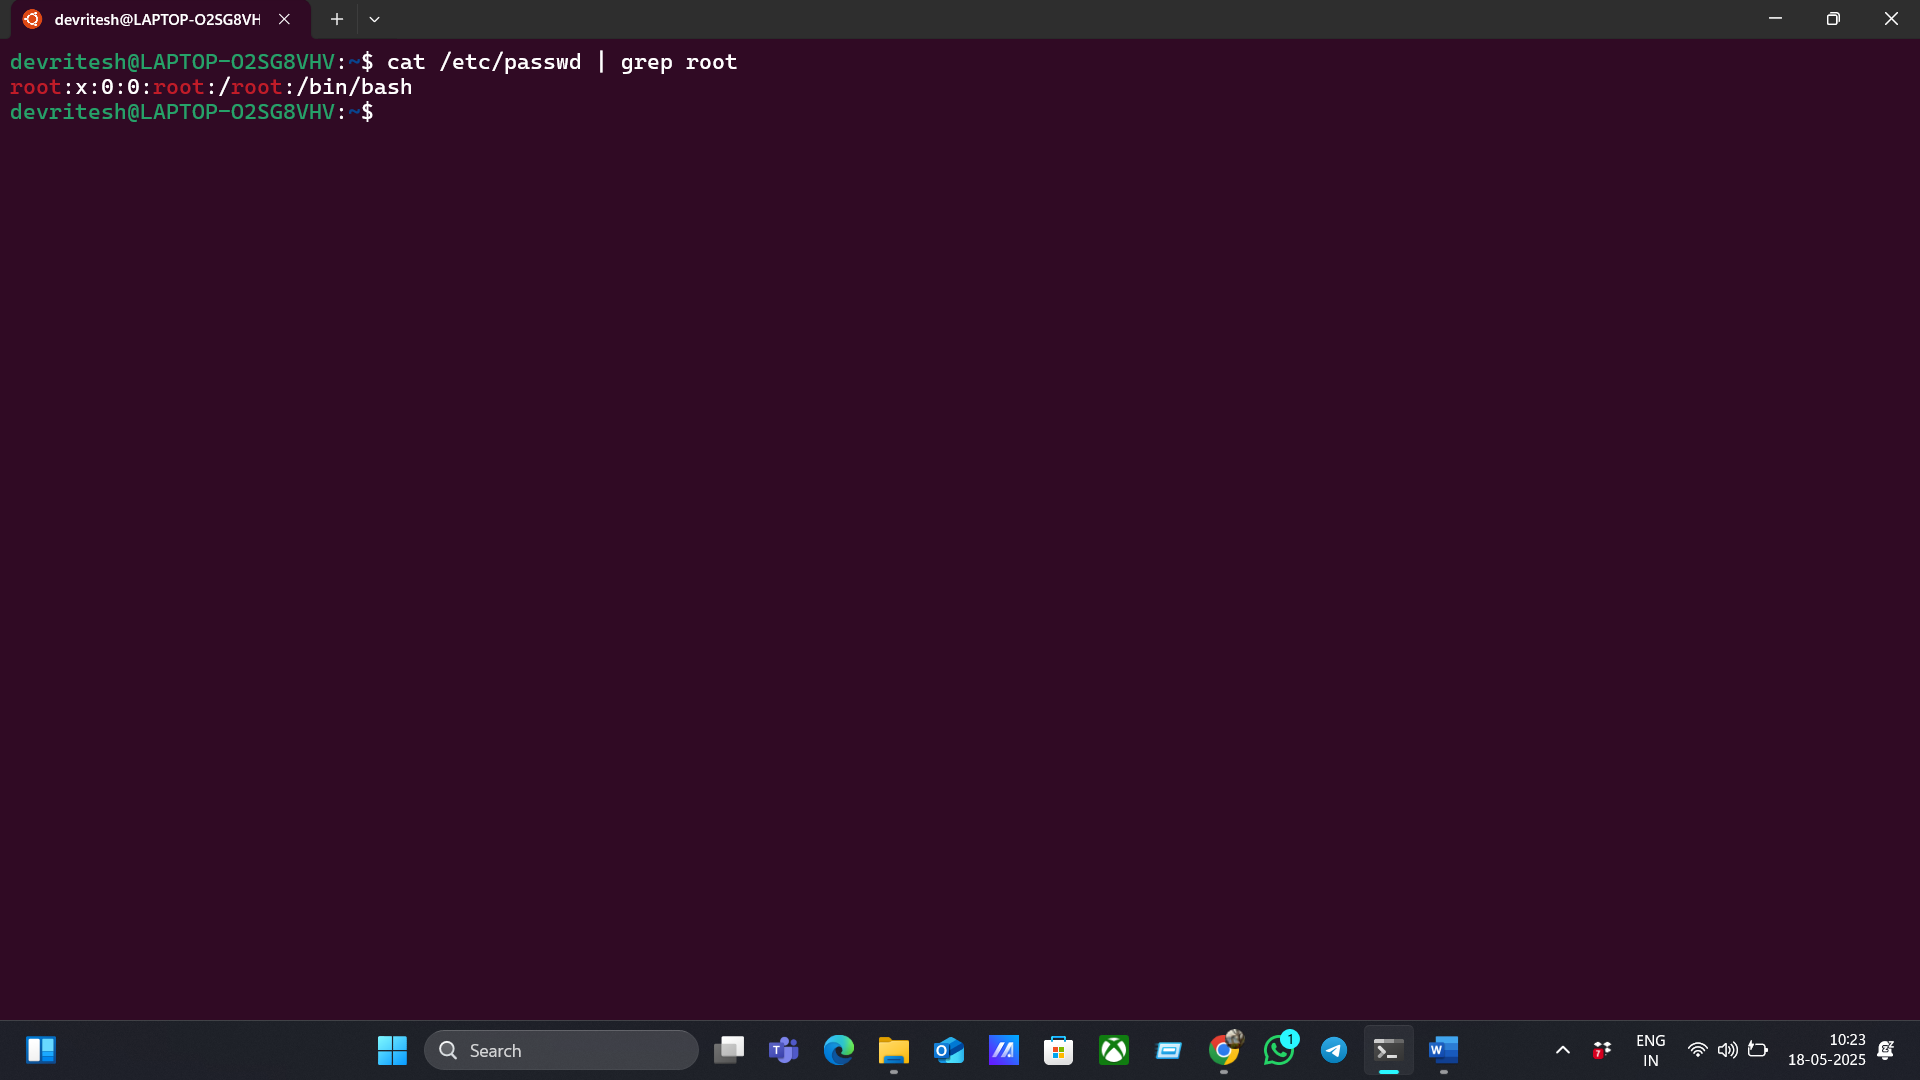 devritesh@LAPTOP-O2SG8VH
devritesh@LAPTOP-O2SG8VHV:~$ cat /etc/passwd | grep root
root:x:0:0:root:/root:/bin/bash
devritesh@LAPTOP-O2SG8VHV:~$
Search
1
7
ENG
IN
10:23
18-05-2025